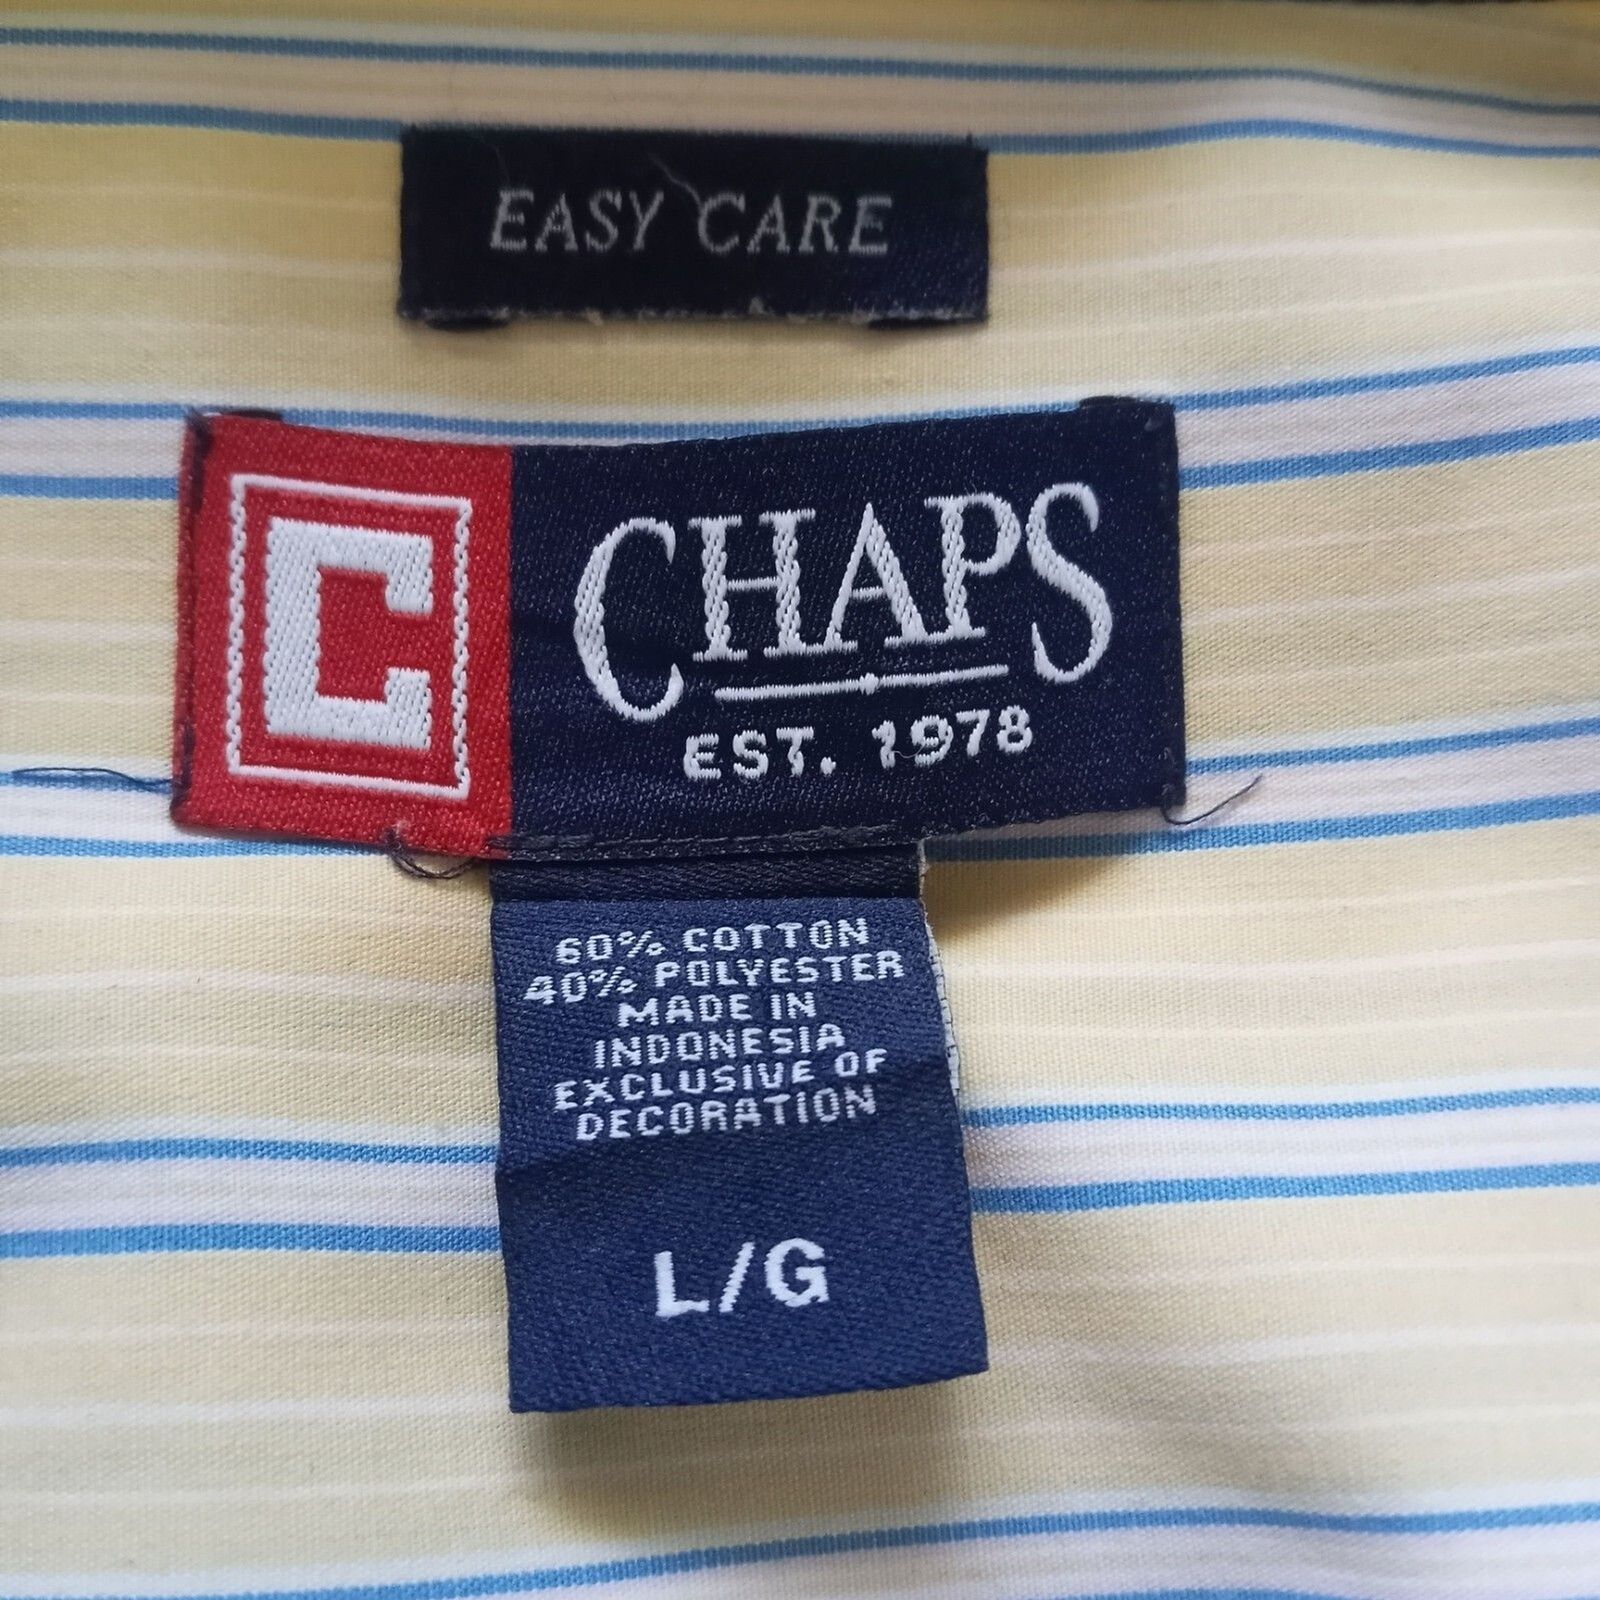 EASY CARE
C
CHAPS
EST. 1978
60% COTTON
40% POLYESTER
MADE IN
INDONESIA
EXCLUSIVE OF
DECORATION
L/G